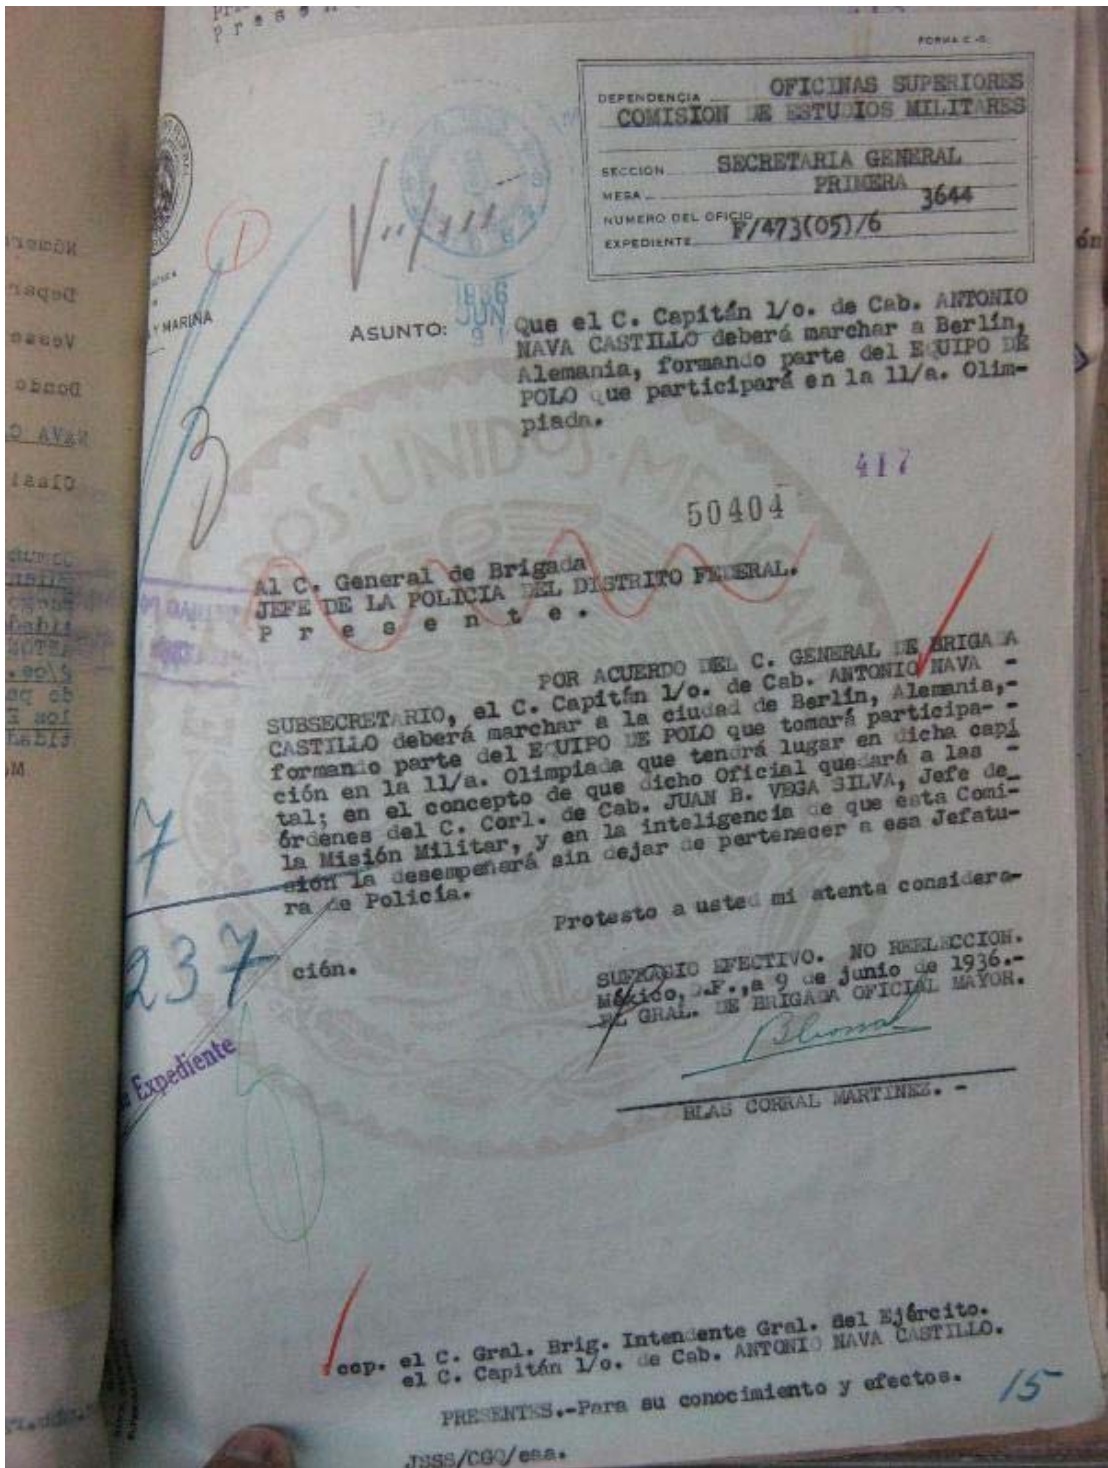 FORMA C.-G.
DEPENDENCIA OFICINAS SUPERIORES
COMISION DE ESTUDIOS MILITARES
SECCION SECRETARIA GENERAL
MESA PRIMERA
NUMERO DEL OFICIO 3644
EXPEDIENTE F/473(05)/6
Y MARINA
1936
JUN
9
ASUNTO: Que el C. Capitán 1/o. de Cab. ANTONIO
NAVA CASTILLO deberá marchar a Berlín,
Alemania, formando parte del EQUIPO DE
POLO que participará en la 11/a. Olim-
piada.
417
50404
Al C. General de Brigada
JEFE DE LA POLICIA DEL DISTRITO FEDERAL.
P r e s e n t e .
POR ACUERDO DEL C. GENERAL DE BRIGADA
SUBSECRETARIO, el C. Capitán 1/o. de Cab. ANTONIO NAVA -
CASTILLO deberá marchar a la ciudad de Berlín, Alemania,-
formando parte del EQUIPO DE POLO que tomará participa- -
ción en la 11/a. Olimpiada que tendrá lugar en dicha capi
tal; en el concepto de que dicho Oficial quedará a las -
órdenes del C. Corl. de Cab. JUAN B. VEGA SILVA, Jefe de
la Misión Militar, y en la inteligencia de que esta Comi-
sión la desempeñará sin dejar de pertenecer a esa Jefatu-
ra de Policía.
Protesto a usted mi atenta considera-
ción.
237
SUFRAGIO EFECTIVO. NO REELECCION.
México, D.F., a 9 de junio de 1936.-
EL GRAL. DE BRIGADA OFICIAL MAYOR.
Expediente
BLAS CORRAL MARTINEZ. -
ccp. el C. Gral. Brig. Intendente Gral. del Ejército.
el C. Capitán 1/o. de Cab. ANTONIO NAVA CASTILLO.
PRESENTES.-Para su conocimiento y efectos.
15
JBSS/CGQ/esa.